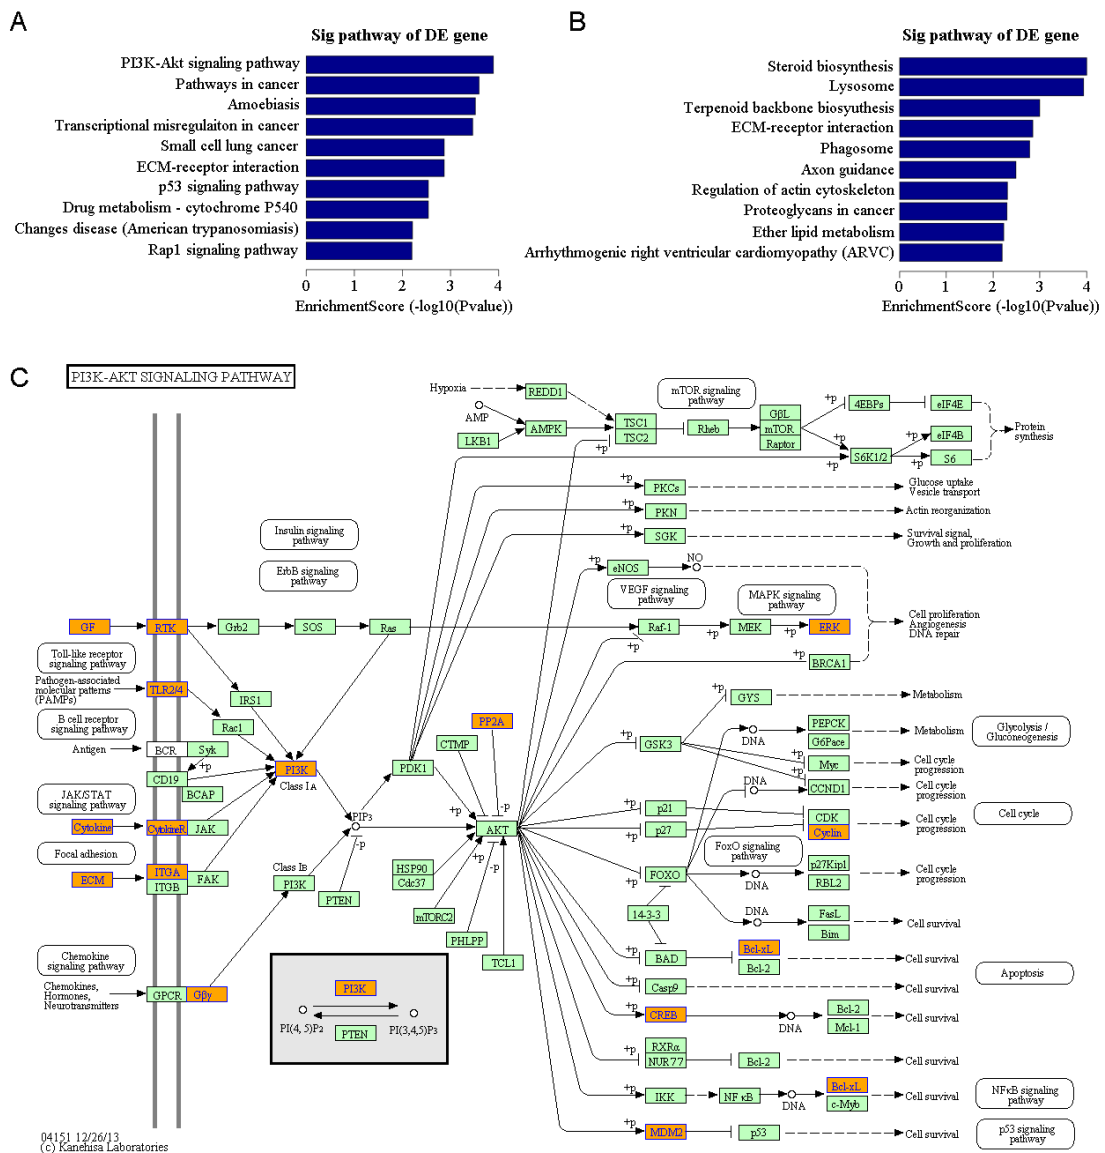 A
Sig pathway of DE gene
PI3K-Akt signaling pathway
Pathways in cancer
Amoebiasis
Transcriptional misregulaiton in cancer
Small cell lung cancer
ECM-receptor interaction
p53 signaling pathway
Drug metabolism - cytochrome P540
Changes disease (American trypanosomiasis)
Rap1 signaling pathway
0 1 2 3 4
EnrichmentScore (-log10(Pvalue))
B
Sig pathway of DE gene
Steroid biosynthesis
Lysosome
Terpenoid backbone biosyuthesis
ECM-receptor interaction
Phagosome
Axon guidance
Regulation of actin cytoskeleton
Proteoglycans in cancer
Ether lipid metabolism
Arrhythmogenic right ventricular cardiomyopathy (ARVC)
0 1 2 3 4
EnrichmentScore (-log10(Pvalue))
C
PI3K-AKT SIGNALING PATHWAY
Hypoxia
REDD1
AMP
LKB1
AMPK
TSC1
TSC2
Rheb
mTOR signaling
pathway
GβL
mTOR
Raptor
+p
4EBPs
eIF4E
+p
S6K1/2
+p
+p
eIF4B
+p
S6
Protein
synthesis
+p
PKCs
Glucose uptake
Vesicle transport
+p
PKN
Actin reorganization
+p
SGK
Survival signal,
Growth and proliferation
Insulin signaling
pathway
ErbB signaling
pathway
+p
eNOS
NO
VEGF signaling
pathway
MAPK signaling
pathway
GF
RTK
Grb2
SOS
Ras
Raf-1
+p
MEK
+p
ERK
+p
Cell proliferation
Angiogenesis
DNA repair
+p
BRCA1
Toll-like receptor
signaling pathway
Pathogen-associated
molecular patterns
(PAMPs)
TLR2/4
IRS1
Rac1
B cell receptor
signaling pathway
Antigen
BCR
Syk
+p
CD19
BCAP
PI3K
Class IA
JAK/STAT
signaling pathway
Cytokine
CytokineR
JAK
Focal adhesion
ECM
ITGA
ITGB
FAK
Class IB
PI3K
PIP3
-p
PTEN
PDK1
CTMP
PP2A
+p
-p
AKT
HSP90
Cdc37
+p
-p
mTORC2
PHLPP
TCL1
Chemokine
signaling pathway
Chemokines,
Hormones,
Neurotransmitters
GPCR
Gβγ
PI3K
PI(4, 5)P2
PI(3,4,5)P3
PTEN
+p
GYS
Metabolism
+p
GSK3
DNA
PEPCK
G6Pace
Metabolism
Glycolysis /
Gluconeogenesis
+p
Myc
Cell cycle
progression
+p
DNA
CCND1
Cell cycle
progression
+p
p21
+p
p27
CDK
Cyclin
Cell cycle
progression
Cell cycle
FoxO signaling
pathway
+p
FOXO
DNA
p27Kip1
RBL2
Cell cycle
progression
14-3-3
DNA
FasL
Bim
Cell survival
+p
BAD
Bcl-xL
Bcl-2
Cell survival
Apoptosis
+p
Casp9
Cell survival
+p
CREB
DNA
Bcl-2
Mcl-1
Cell survival
+p
RXRα
NUR77
Bcl-2
Cell survival
+p
IKK
NFκB
DNA
Bcl-xL
c-Myb
Cell survival
NFκB signaling
pathway
+p
MDM2
p53
Cell survival
p53 signaling
pathway
04151 12/26/13
(c) Kanehisa Laboratories